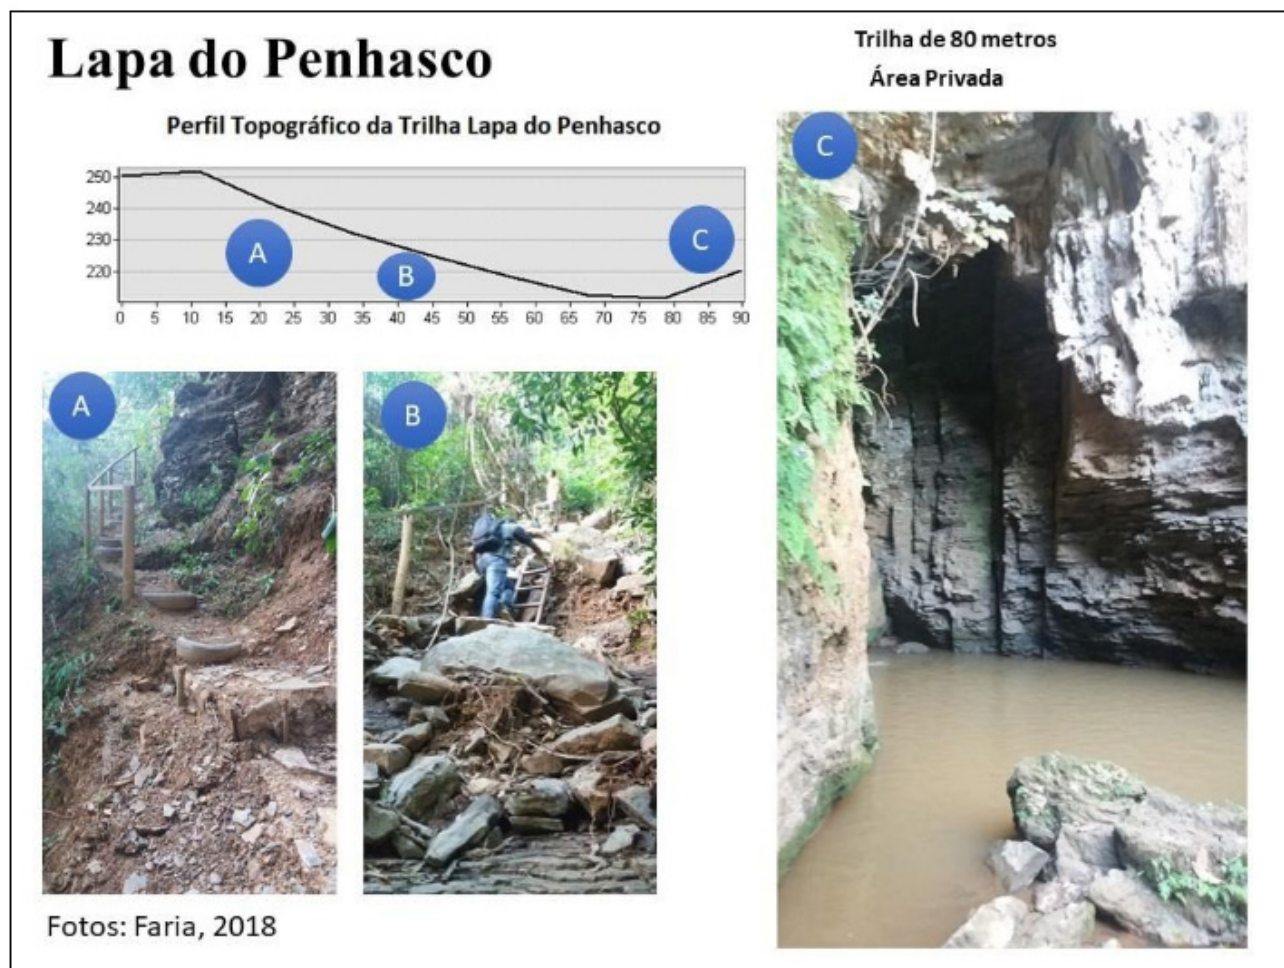 Lapa do Penhasco
Trilha de 80 metros
Área Privada
Perfil Topográfico da Trilha Lapa do Penhasco
250
240
230
220
0 5 10 15 20 25 30 35 40 45 50 55 60 65 70 75 80 85 90
A
B
C
A
B
C
Fotos: Faria, 2018